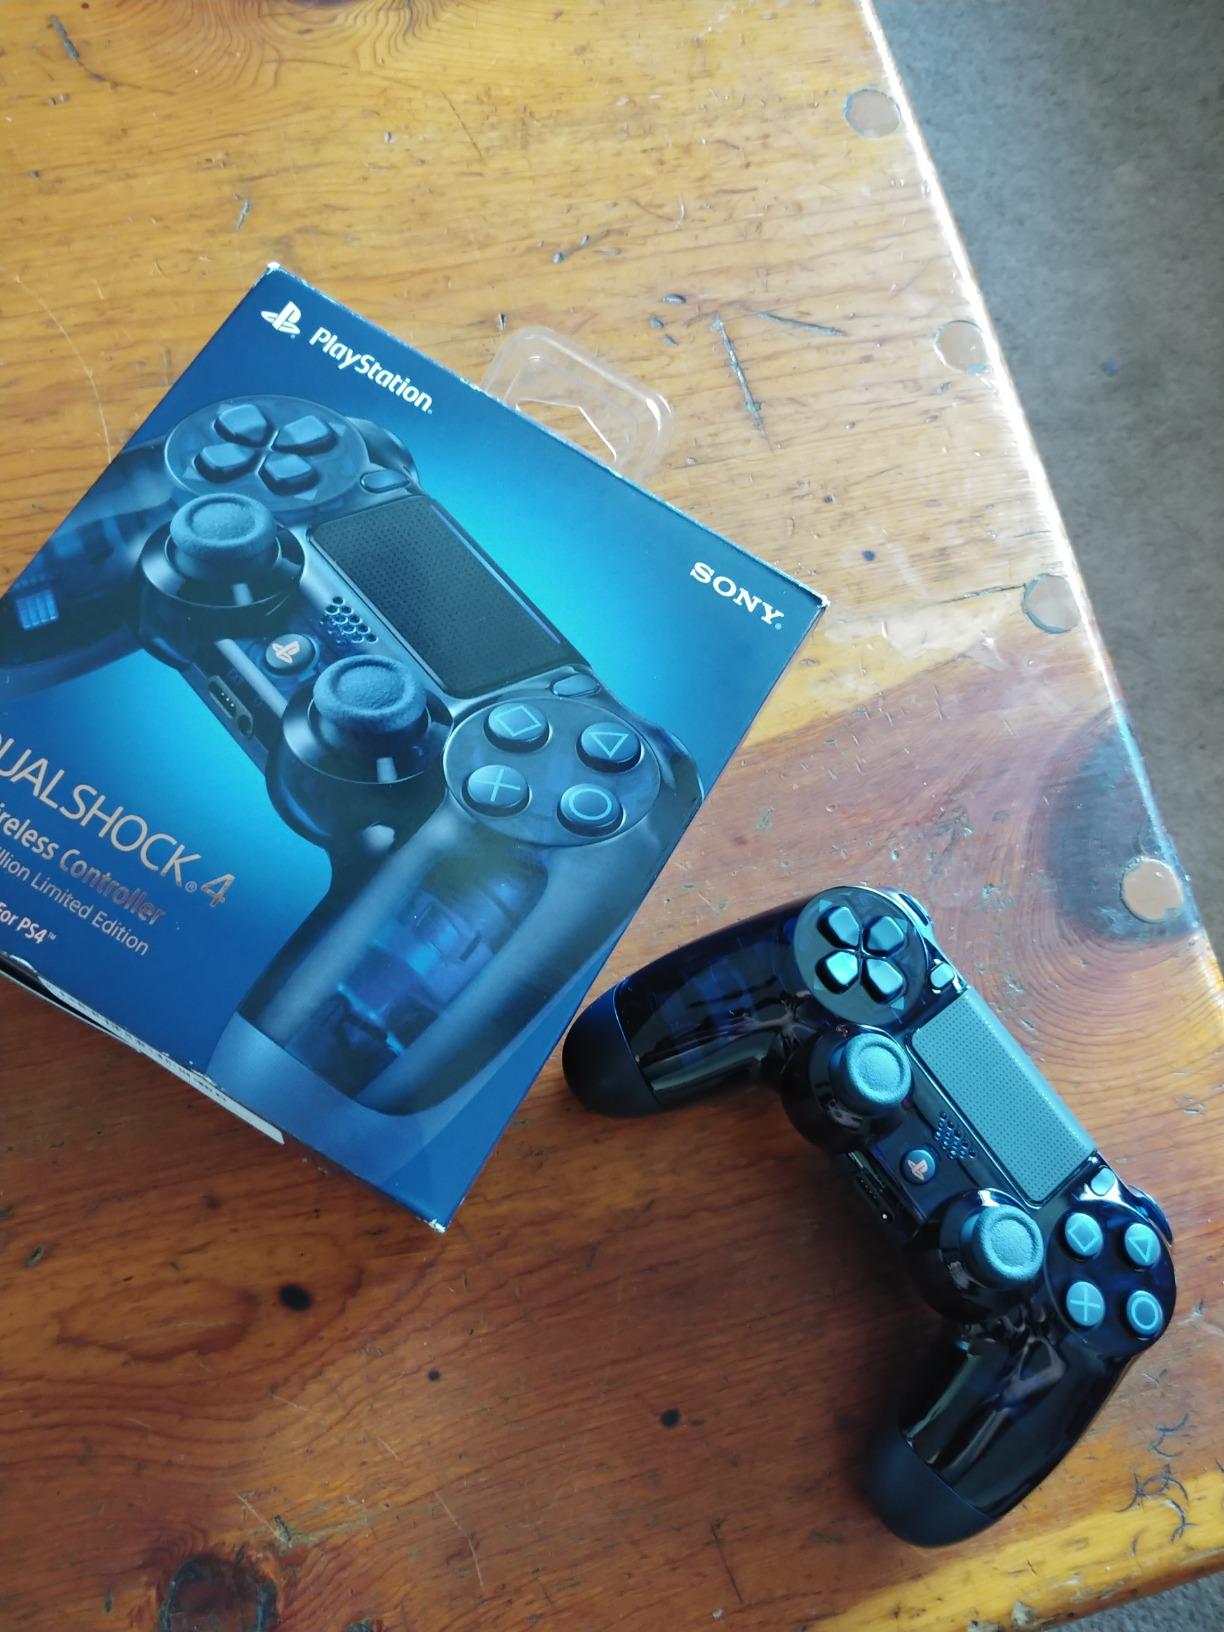 PlayStation®
SONY®
UALSHOCK®4
ireless Controller
llion Limited Edition
For PS4™